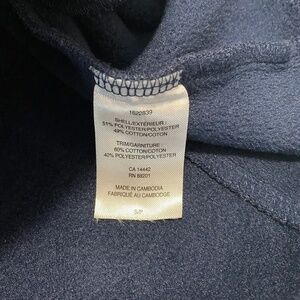 1622839
SHELL/EXTÉRIEUR :
51% POLYESTER/POLYESTER
49% COTTON/COTON
TRIM/GARNITURE :
60% COTTON/COTON
40% POLYESTER/POLYESTER
CA 14442
RN 89201
MADE IN CAMBODIA
FABRIQUÉ AU CAMBODGE
S/P